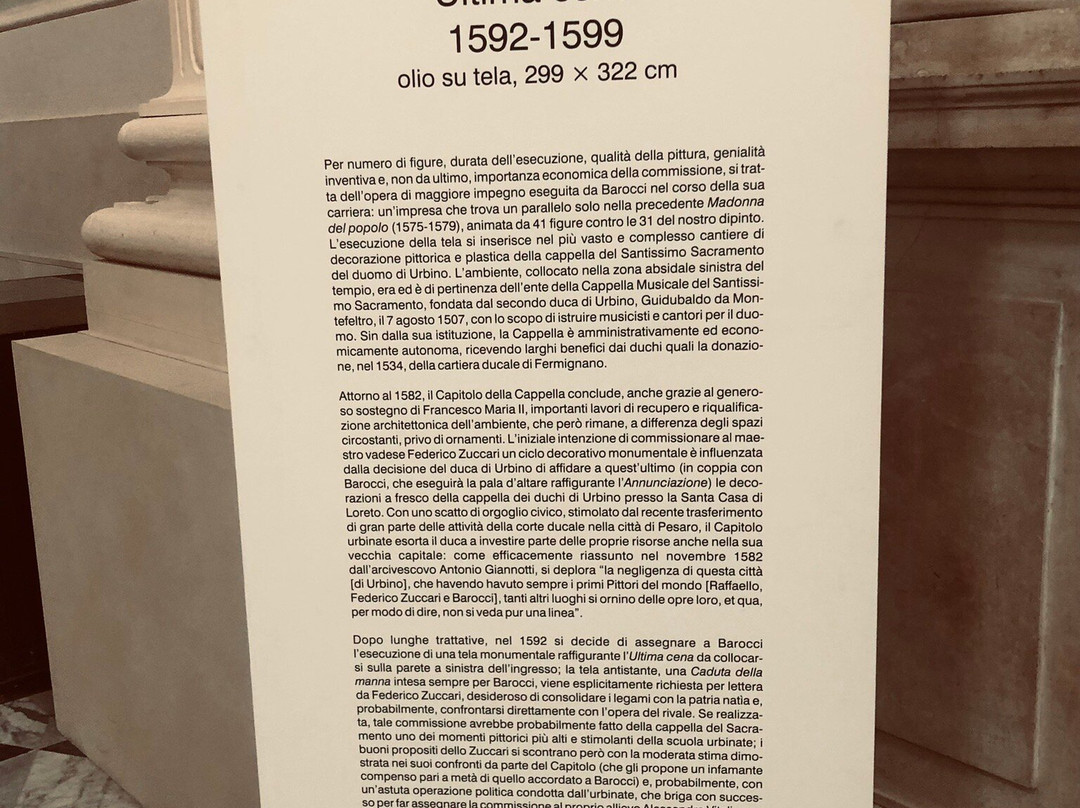 Ultima
1592-1599
olio su tela, 299 × 322 cm
Per numero di figure, durata dell'esecuzione, qualità della pittura, genialità
inventiva e, non da ultimo, importanza economica della commissione, si trat-
ta dell'opera di maggiore impegno eseguita da Barocci nel corso della sua
carriera: un'impresa che trova un parallelo solo nella precedente Madonna
del popolo (1575-1579), animata da 41 figure contro le 31 del nostro dipinto.
L'esecuzione della tela si inserisce nel più vasto e complesso cantiere di
decorazione pittorica e plastica della cappella del Santissimo Sacramento
del duomo di Urbino. L'ambiente, collocato nella zona absidale sinistra del
tempio, era ed è di pertinenza dell'ente della Cappella Musicale del Santissi-
mo Sacramento, fondata dal secondo duca di Urbino, Guidubaldo da Mon-
tefeltro, il 7 agosto 1507, con lo scopo di istruire musicisti e cantori per il duo-
mo. Sin dalla sua istituzione, la Cappella è amministrativamente ed econo-
micamente autonoma, ricevendo larghi benefici dai duchi quali la donazio-
ne, nel 1534, della cartiera ducale di Fermignano.
Attorno al 1582, il Capitolo della Cappella conclude, anche grazie al genero-
so sostegno di Francesco Maria II, importanti lavori di recupero e riqualifica-
zione architettonica dell'ambiente, che però rimane, a differenza degli spazi
circostanti, privo di ornamenti. L'iniziale intenzione di commissionare al mae-
stro vadese Federico Zuccari un ciclo decorativo monumentale è influenzata
dalla decisione del duca di Urbino di affidare a quest'ultimo (in coppia con
Barocci, che eseguirà la pala d'altare raffigurante l'Annunciazione) le deco-
razioni a fresco della cappella dei duchi di Urbino presso la Santa Casa di
Loreto. Con uno scatto di orgoglio civico, stimolato dal recente trasferimento
di gran parte delle attività della corte ducale nella città di Pesaro, il Capitolo
urbinate esorta il duca a investire parte delle proprie risorse anche nella sua
vecchia capitale: come efficacemente riassunto nel novembre 1582
dall'arcivescovo Antonio Giannotti, si deplora "la negligenza di questa città
[di Urbino], che havendo havuto sempre i primi Pittori del mondo [Raffaello,
Federico Zuccari e Barocci], tanti altri luoghi si ornino delle opre loro, et qua,
per modo di dire, non si veda pur una linea".
Dopo lunghe trattative, nel 1592 si decide di assegnare a Barocci
l'esecuzione di una tela monumentale raffigurante l'Ultima cena da collocar-
si sulla parete a sinistra dell'ingresso; la tela antistante, una Caduta della
manna intesa sempre per Barocci, viene esplicitamente richiesta per lettera
da Federico Zuccari, desideroso di consolidare i legami con la patria natia e,
probabilmente, confrontarsi direttamente con l'opera del rivale. Se realizza-
ta, tale commissione avrebbe probabilmente fatto della cappella del Sacra-
mento uno dei momenti pittorici più alti e stimolanti della scuola urbinate; i
buoni propositi dello Zuccari si scontrano però con la moderata stima dimo-
strata nei suoi confronti da parte del Capitolo (che gli propone un infamante
compenso pari a metà di quello accordato a Barocci) e, probabilmente, con
un'astuta operazione politica condotta dall'urbinate, che briga con succes-
so per far assegnare la commissione al proprio allievo Alessandro